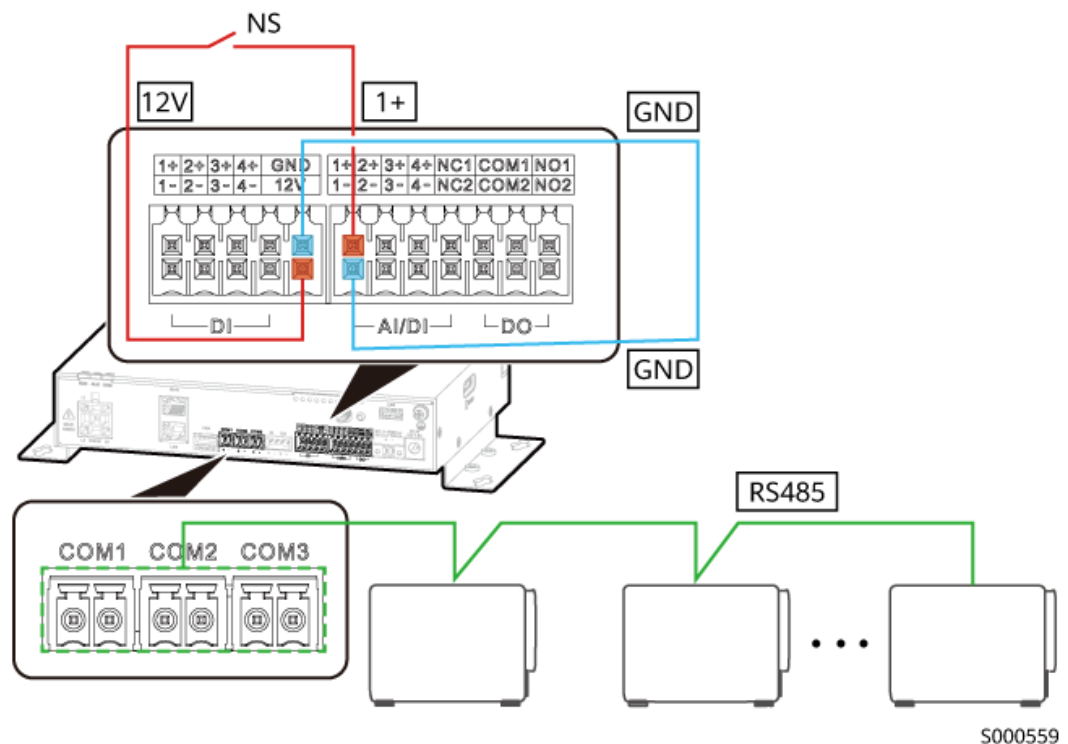 NS
12V
1+
GND
1+ 2+ 3+ 4+ GND
1- 2- 3- 4- 12V
1+ 2+ 3+ 4+ NC1 COM1 NO1
1- 2- 3- 4- NC2 COM2 NO2
DI
AI/DI
DO
GND
RS485
COM1 COM2 COM3
S000559